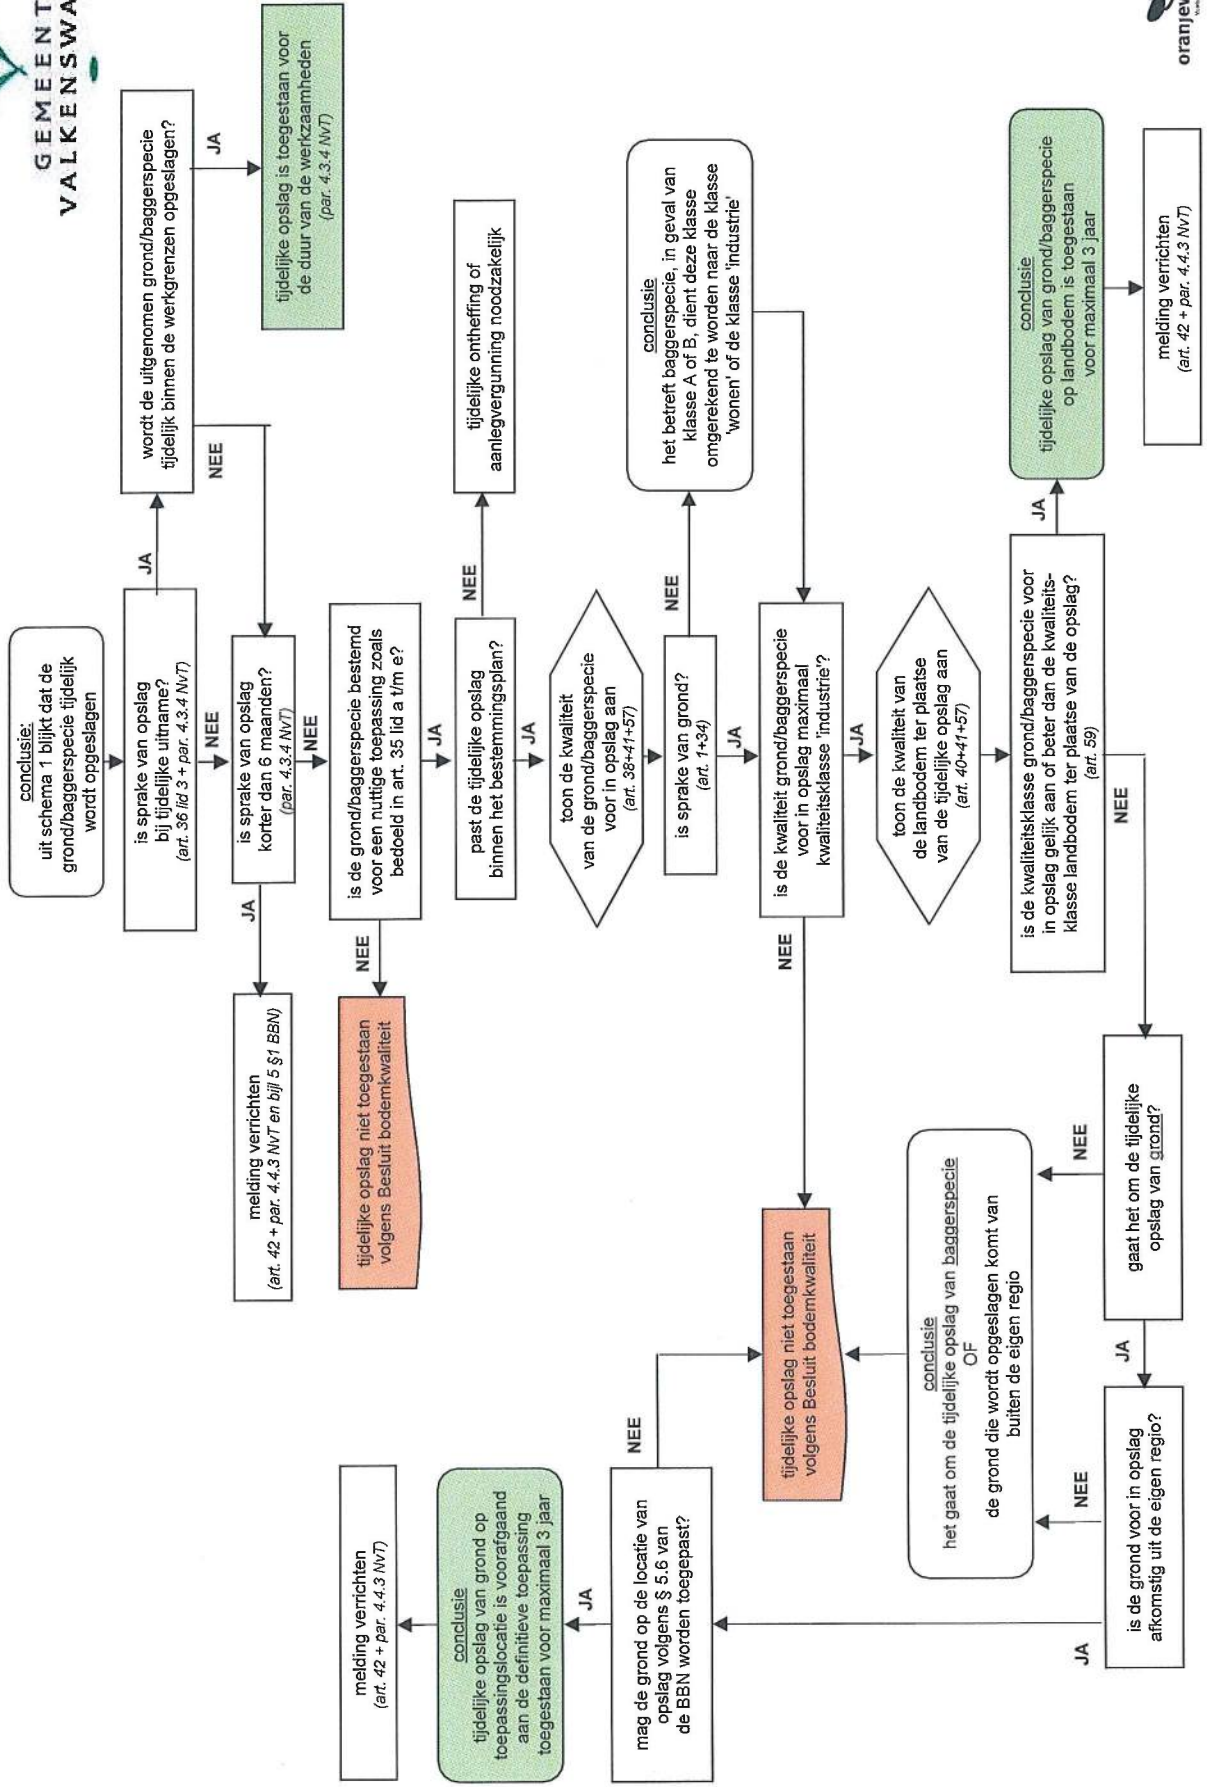 GEMEENT
VALKENSWA
oranjew
conclusie:
uit schema 1 blijkt dat de
grond/baggerspecie tijdelijk
wordt opgeslagen
is sprake van opslag
bij tijdelijke uitname?
(art. 36 lid 3 + par. 4.3.4 NvT)
JA
wordt de uitgenomen grond/baggerspecie
tijdelijk binnen de werkgrenzen opgeslagen?
JA
tijdelijke opslag is toegestaan voor
de duur van de werkzaamheden
(par. 4.3.4 NvT)
NEE
NEE
is sprake van opslag
korter dan 6 maanden?
(par. 4.3.4 NvT)
JA
melding verrichten
(art. 42 + par. 4.4.3 NvT en bijl 5 §1 BBN)
NEE
is de grond/baggerspecie bestemd
voor een nuttige toepassing zoals
bedoeld in art. 35 lid a t/m e?
NEE
tijdelijke opslag niet toegestaan
volgens Besluit bodemkwaliteit
JA
past de tijdelijke opslag
binnen het bestemmingsplan?
NEE
tijdelijke ontheffing of
aanlegvergunning noodzakelijk
JA
toon de kwaliteit
van de grond/baggerspecie
voor in opslag aan
(art. 38+41+57)
is sprake van grond?
(art. 1+34)
NEE
conclusie
het betreft baggerspecie, in geval van
klasse A of B, dient deze klasse
omgerekend te worden naar de klasse
'wonen' of de klasse 'industrie'
JA
is de kwaliteit grond/baggerspecie
voor in opslag maximaal
kwaliteitsklasse 'industrie'?
NEE
tijdelijke opslag niet toegestaan
volgens Besluit bodemkwaliteit
JA
toon de kwaliteit van
de landbodem ter plaatse
van de tijdelijke opslag aan
(art. 40+41+57)
is de kwaliteitsklasse grond/baggerspecie voor
in opslag gelijk aan of beter dan de kwaliteits-
klasse landbodem ter plaatse van de opslag?
(art. 59)
JA
conclusie
tijdelijke opslag van grond/baggerspecie
op landbodem is toegestaan
voor maximaal 3 jaar
melding verrichten
(art. 42 + par. 4.4.3 NvT)
NEE
gaat het om de tijdelijke
opslag van grond?
NEE
conclusie
het gaat om de tijdelijke opslag van baggerspecie
OF
de grond die wordt opgeslagen komt van
buiten de eigen regio
JA
is de grond voor in opslag
afkomstig uit de eigen regio?
NEE
JA
mag de grond op de locatie van
opslag volgens § 5.6 van
de BBN worden toegepast?
NEE
JA
conclusie
tijdelijke opslag van grond op
toepassingslocatie is voorafgaand
aan de definitieve toepassing
toegestaan voor maximaal 3 jaar
melding verrichten
(art. 42 + par. 4.4.3 NvT)